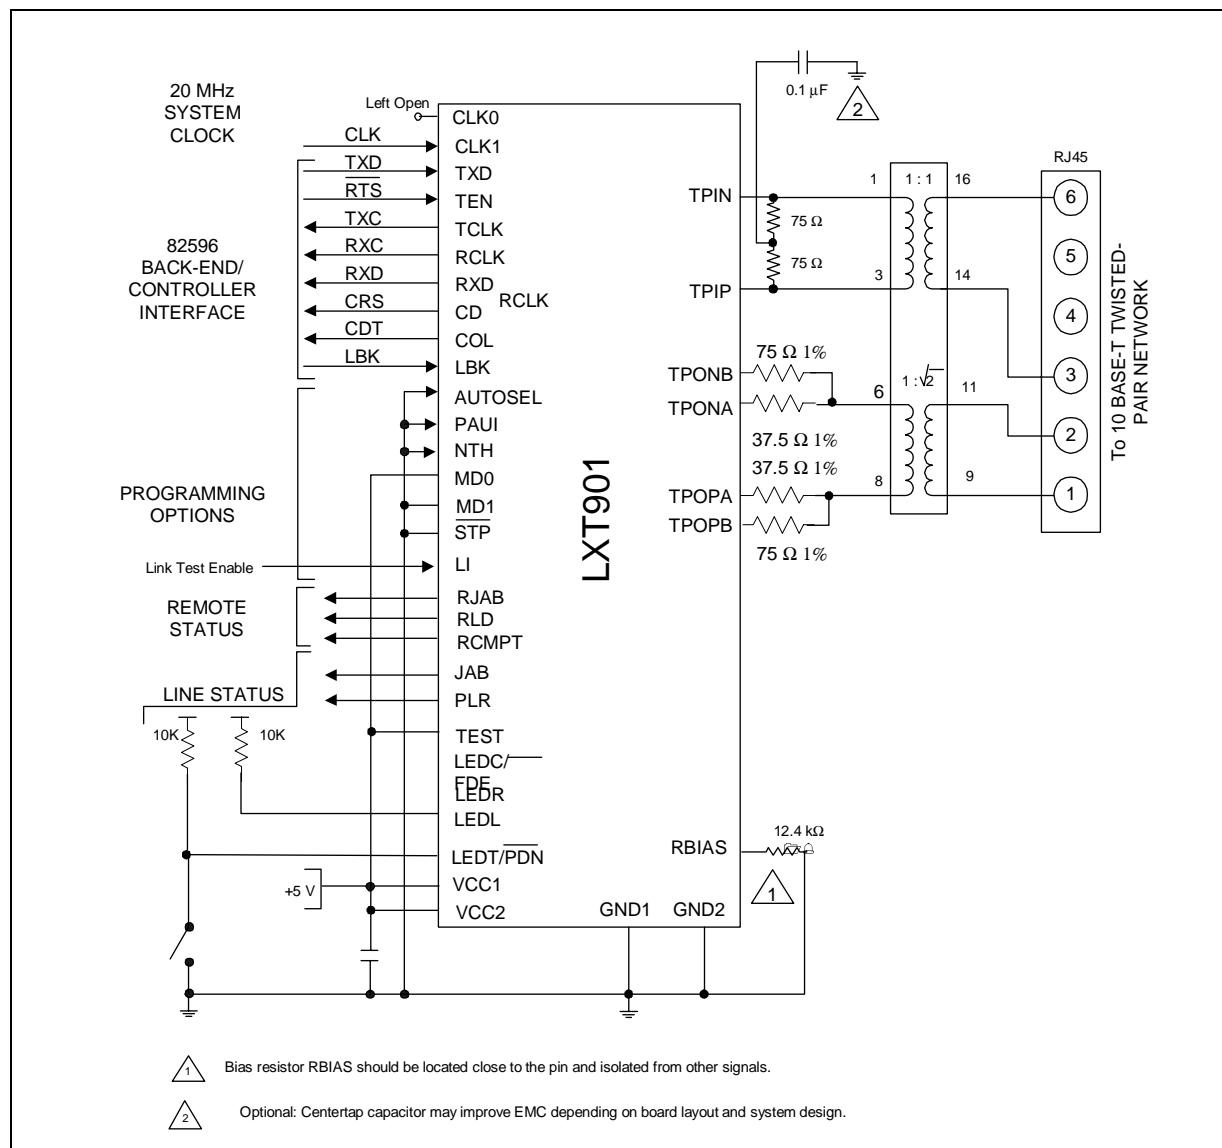 20 MHz
SYSTEM
CLOCK
Left Open
CLK
TXD
RTS
TXC
RXC
RXD
CRS
CDT
LBK
82596
BACK-END/
CONTROLLER
INTERFACE
PROGRAMMING
OPTIONS
Link Test Enable
REMOTE
STATUS
LINE STATUS
10K
10K
+5 V
CLK0
CLK1
TXD
TEN
TCLK
RCLK
RXD
RCLK
CD
COL
LBK
AUTOSEL
PAUI
NTH
MD0
MD1
STP
LI
RJAB
RLD
RCMPT
JAB
PLR
TEST
LEDC/
FDE
LEDR
LEDL
LEDT/PDN
VCC1
VCC2
LXT901
GND1
GND2
TPIN
TPIP
TPONB
TPONA
TPOPA
TPOPB
RBIAS
0.1 µF
2
75 Ω
75 Ω
75 Ω 1%
37.5 Ω 1%
37.5 Ω 1%
75 Ω 1%
12.4 kΩ
1
1
1 : 1
16
3
14
6
1 : √2
11
8
9
RJ45
6
5
4
3
2
1
To 10 BASE-T TWISTED-
PAIR NETWORK
1 Bias resistor RBIAS should be located close to the pin and isolated from other signals.
2 Optional: Centertap capacitor may improve EMC depending on board layout and system design.